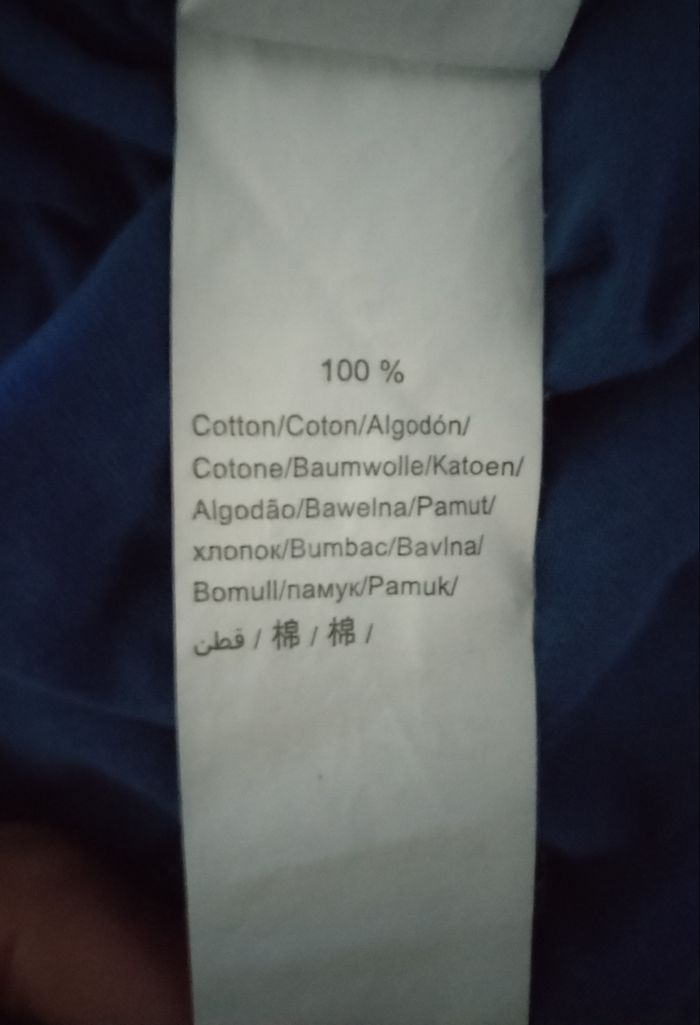 100 %
Cotton/Coton/Algodón/
Cotone/Baumwolle/Katoen/
Algodão/Bawelna/Pamut/
хлопок/Bumbac/Bavlna/
Bomull/памук/Pamuk/
قطن / 棉 / 棉 /